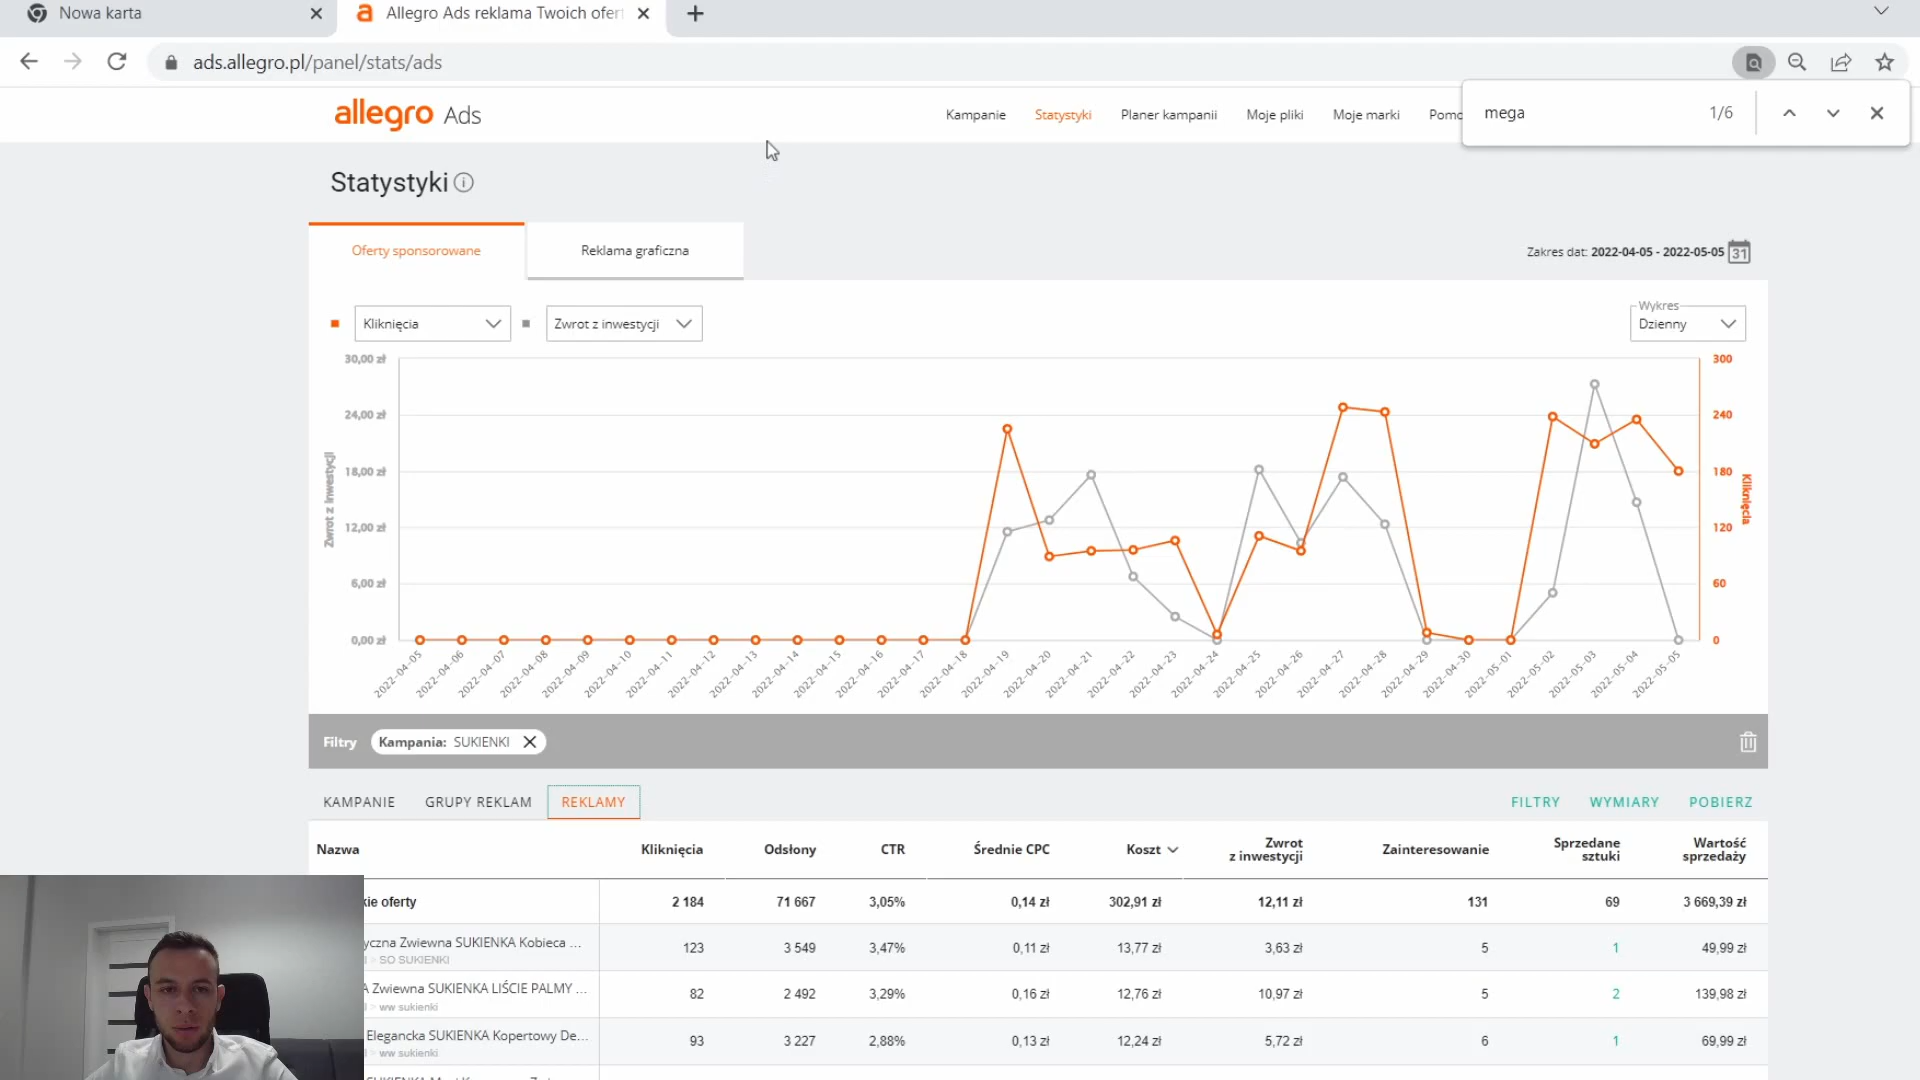 Nowa karta
Allegro Ads reklama Twoich ofert
ads.allegro.pl/panel/stats/ads
allegro Ads
Kampanie Statystyki Planer kampanii Moje pliki Moje marki Pomo
mega 1/6
Statystyki
Oferty sponsorowane Reklama graficzna
Zakres dat: 2022-04-05 - 2022-05-05 31
Kliknięcia Zwrot z inwestycji
Wykres
Dzienny
30,00 zł 300
24,00 zł 240
18,00 zł 180
12,00 zł 120
6,00 zł 60
0,00 zł 0
Zwrot z inwestycji
Kliknięcia
2022-04-05 2022-04-06 2022-04-07 2022-04-08 2022-04-09 2022-04-10 2022-04-11 2022-04-12 2022-04-13 2022-04-14 2022-04-15 2022-04-16 2022-04-17 2022-04-18 2022-04-19 2022-04-20 2022-04-21 2022-04-22 2022-04-23 2022-04-24 2022-04-25 2022-04-26 2022-04-27 2022-04-28 2022-04-29 2022-04-30 2022-05-01 2022-05-02 2022-05-03 2022-05-04 2022-05-05
Filtry Kampania: SUKIENKI
KAMPANIE GRUPY REKLAM REKLAMY FILTRY WYMIARY POBIERZ
Nazwa Kliknięcia Odsłony CTR Średnie CPC Koszt Zwrot z inwestycji Zainteresowanie Sprzedane sztuki Wartość sprzedaży
kie oferty 2 184 71 667 3,05% 0,14 zł 302,91 zł 12,11 zł 131 69 3 669,39 zł
yczna Zwiewna SUKIENKA Kobieca ... 123 3 549 3,47% 0,11 zł 13,77 zł 3,63 zł 5 1 49,99 zł
> SO SUKIENKI
A Zwiewna SUKIENKA LIŚCIE PALMY ... 82 2 492 3,29% 0,16 zł 12,76 zł 10,97 zł 5 2 139,98 zł
> ww sukienki
Elegancka SUKIENKA Kopertowy De... 93 3 227 2,88% 0,13 zł 12,24 zł 5,72 zł 6 1 69,99 zł
> ww sukienki